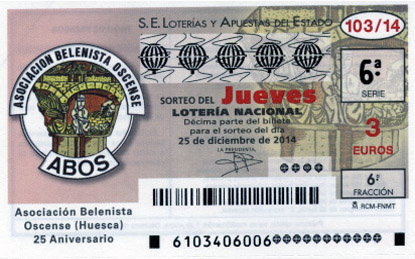 S.E. LOTERÍAS Y APUESTAS DEL ESTADO
103/14
ASOCIACIÓN BELENISTA OSCENSE
ABOS
6ª
SERIE
SORTEO DEL Jueves
LOTERÍA NACIONAL
Décima parte del billete
para el sorteo del día
25 de diciembre de 2014
LA PRESIDENTA,
3
EUROS
6ª
FRACCIÓN
RCM-FNMT
Asociación Belenista
Oscense (Huesca)
25 Aniversario
6103406006